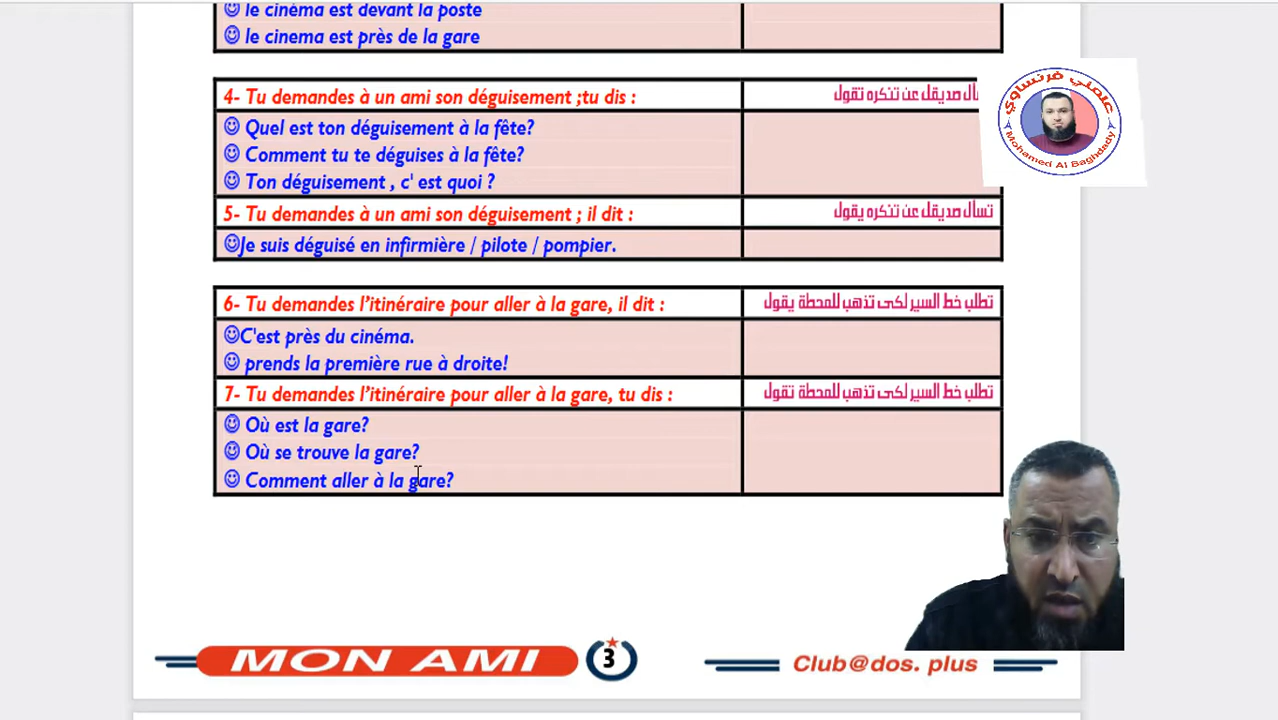 ☺ le cinéma est devant la poste
☺ le cinema est près de la gare
4- Tu demandes à un ami son déguisement ;tu dis :
صديقك عن تنكره تقول
☺ Quel est ton déguisement à la fête?
☺ Comment tu te déguises à la fête?
☺ Ton déguisement , c' est quoi ?
5- Tu demandes à un ami son déguisement ; il dit :
تسأل صديقك عن تنكره يقول
☺Je suis déguisé en infirmière / pilote / pompier.
6- Tu demandes l'itinéraire pour aller à la gare, il dit :
تطلب خط السير لكى تذهب للمحطة يقول
☺C'est près du cinéma.
☺ prends la première rue à droite!
7- Tu demandes l'itinéraire pour aller à la gare, tu dis :
تطلب خط السير لكى تذهب للمحطة تقول
☺ Où est la gare?
☺ Où se trouve la gare?
☺ Comment aller à la gare?
علمني فرنساوي
Mohamed Al Baghdady
MON AMI
3
Club@dos. plus